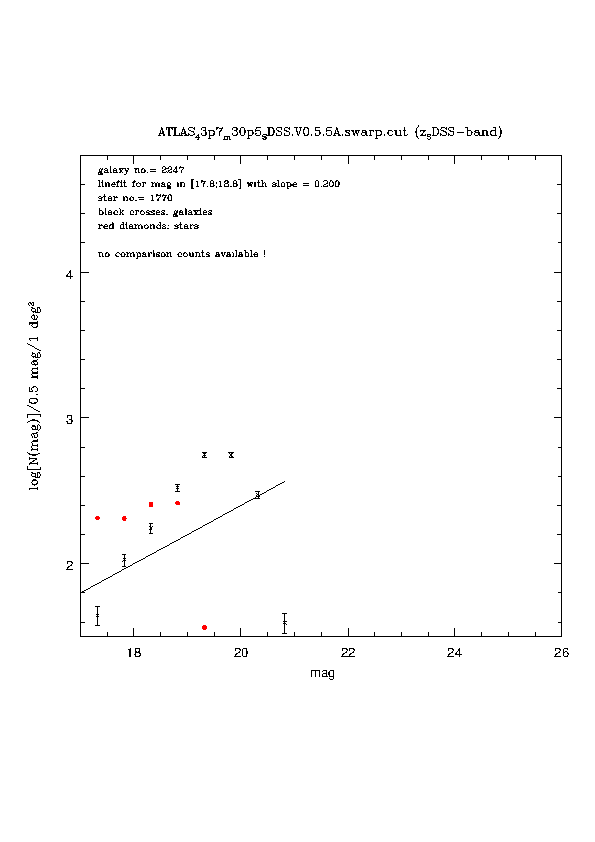 ATLAS_43p7_m30p5_SDSS.V0.5.5A.swarp.cut (z_SDSS-band)
galaxy no.= 2247
linefit for mag in [17.8;18.8] with slope = 0.200
star no.= 1770
black crosses: galaxies
red diamonds: stars
no comparison counts available !
log[N(mag)]/0.5 mag/1 deg²
4
3
2
18 20 22 24 26
mag